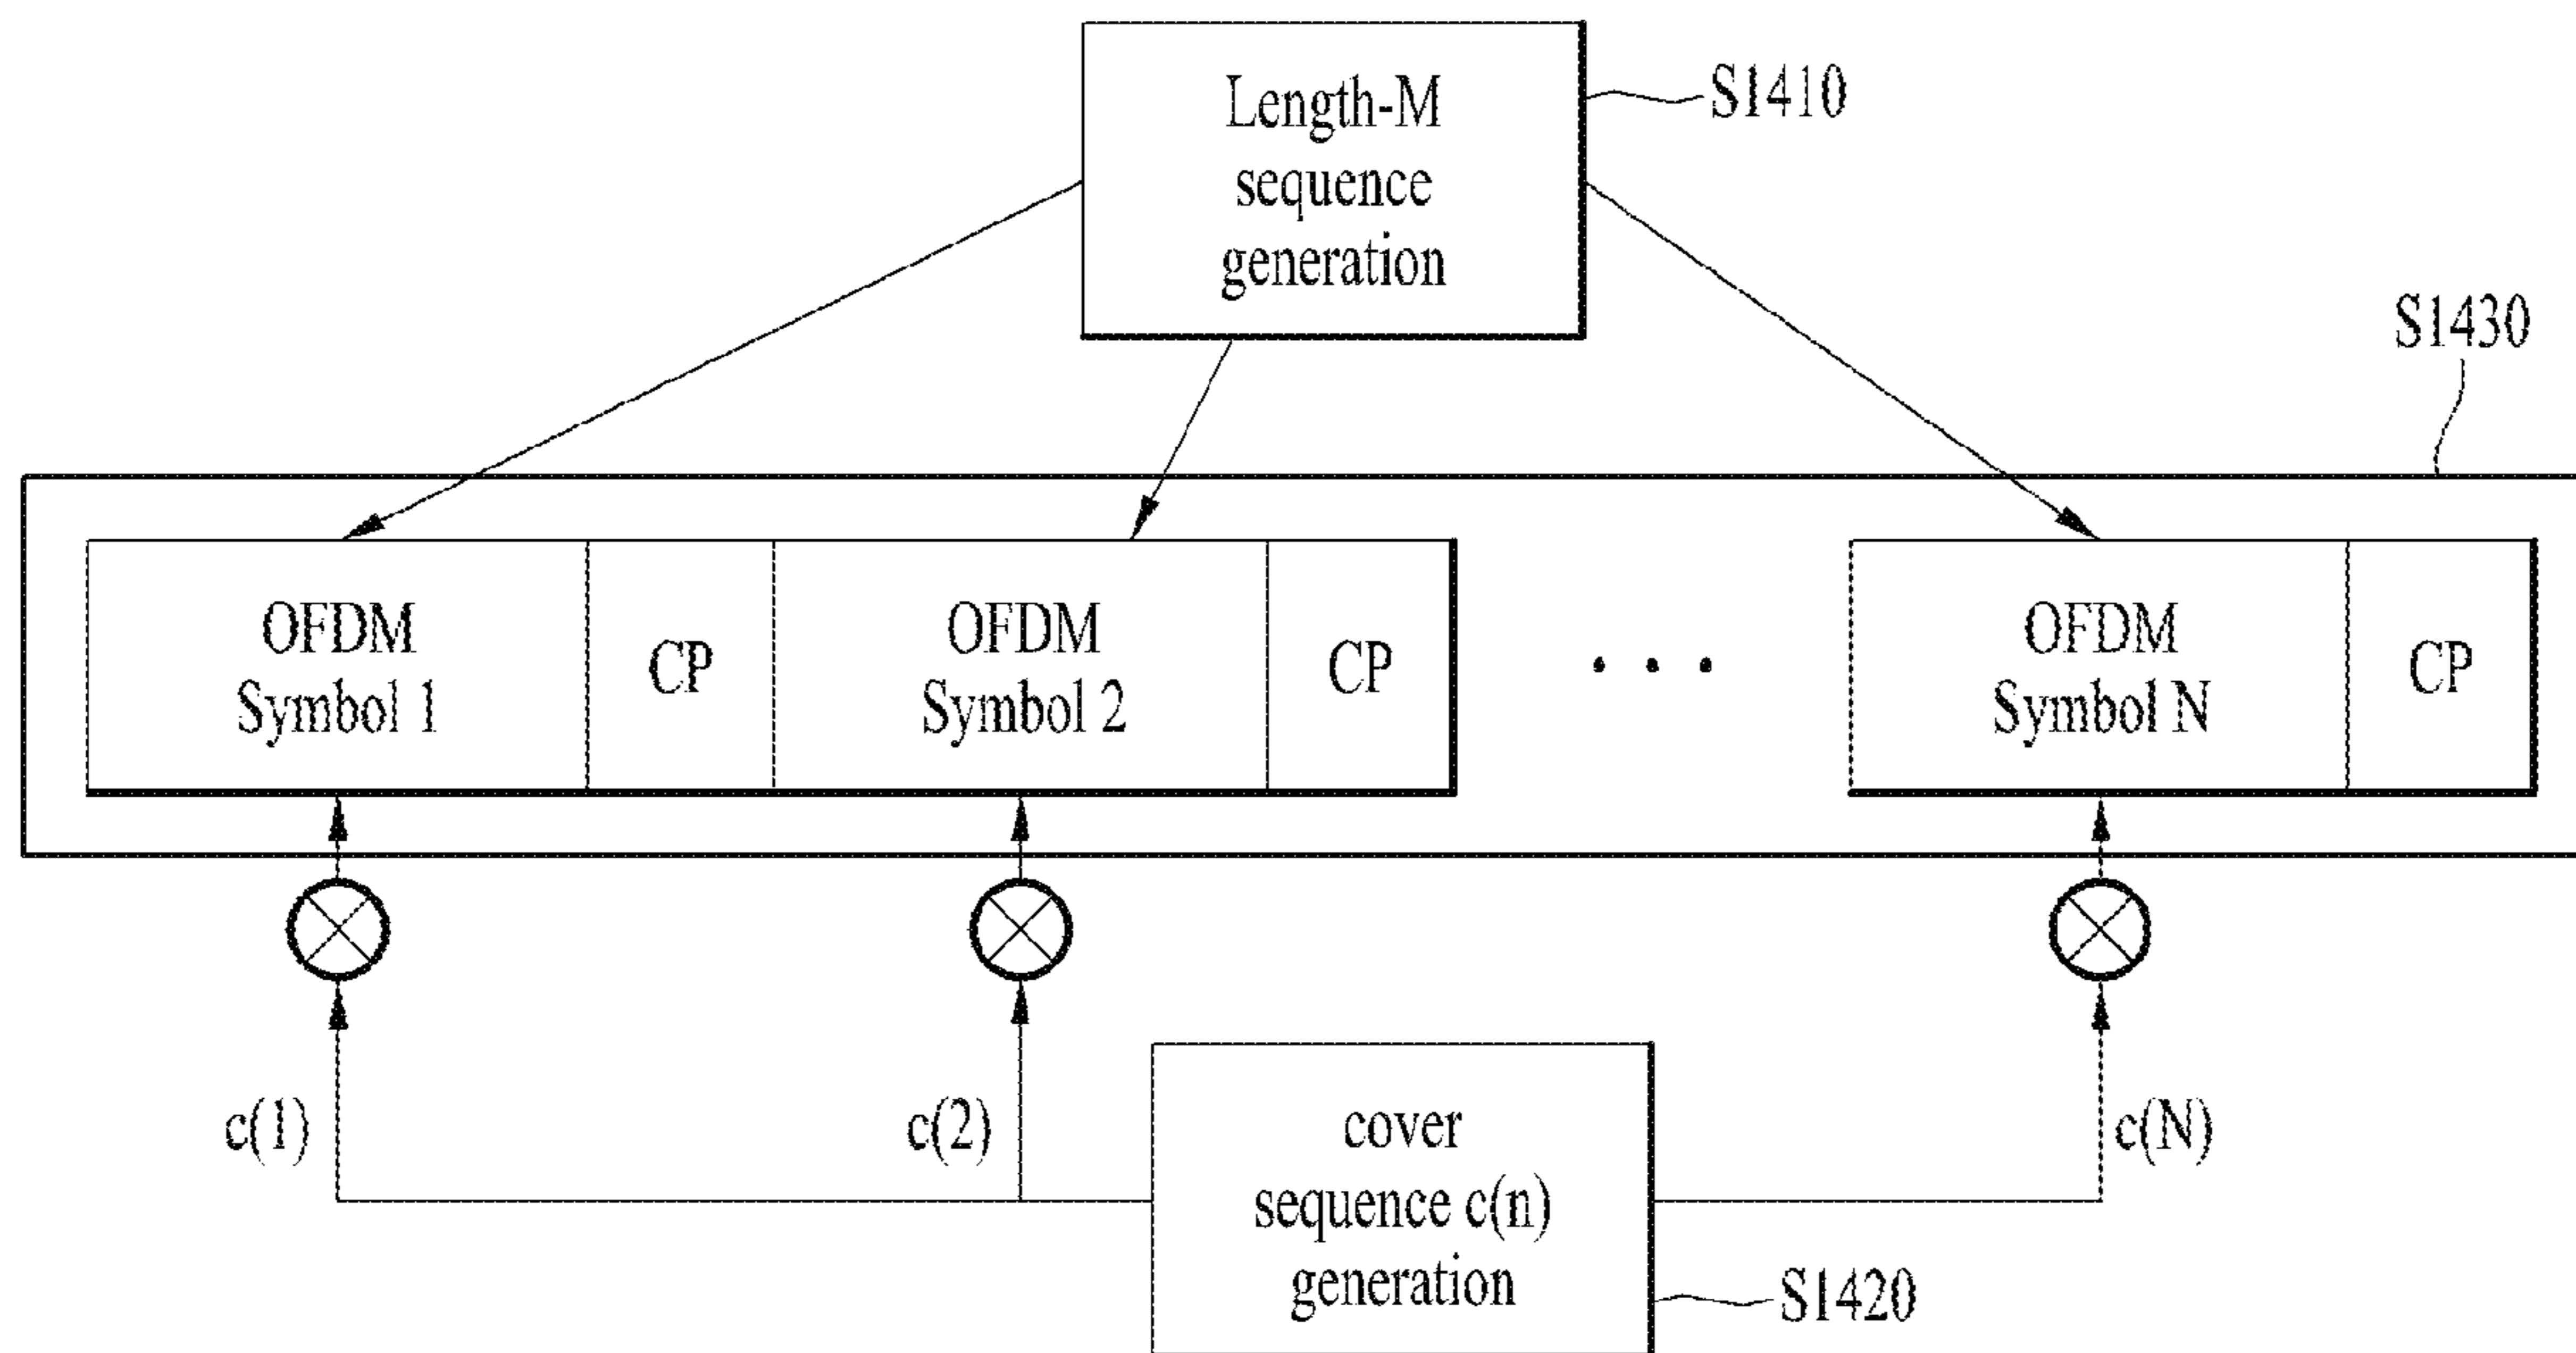 Length-M
sequence
generation
S1410
S1430
OFDM
Symbol 1
CP
OFDM
Symbol 2
CP
• • •
OFDM
Symbol N
CP
c(1)
c(2)
cover
sequence c(n)
generation
c(N)
S1420